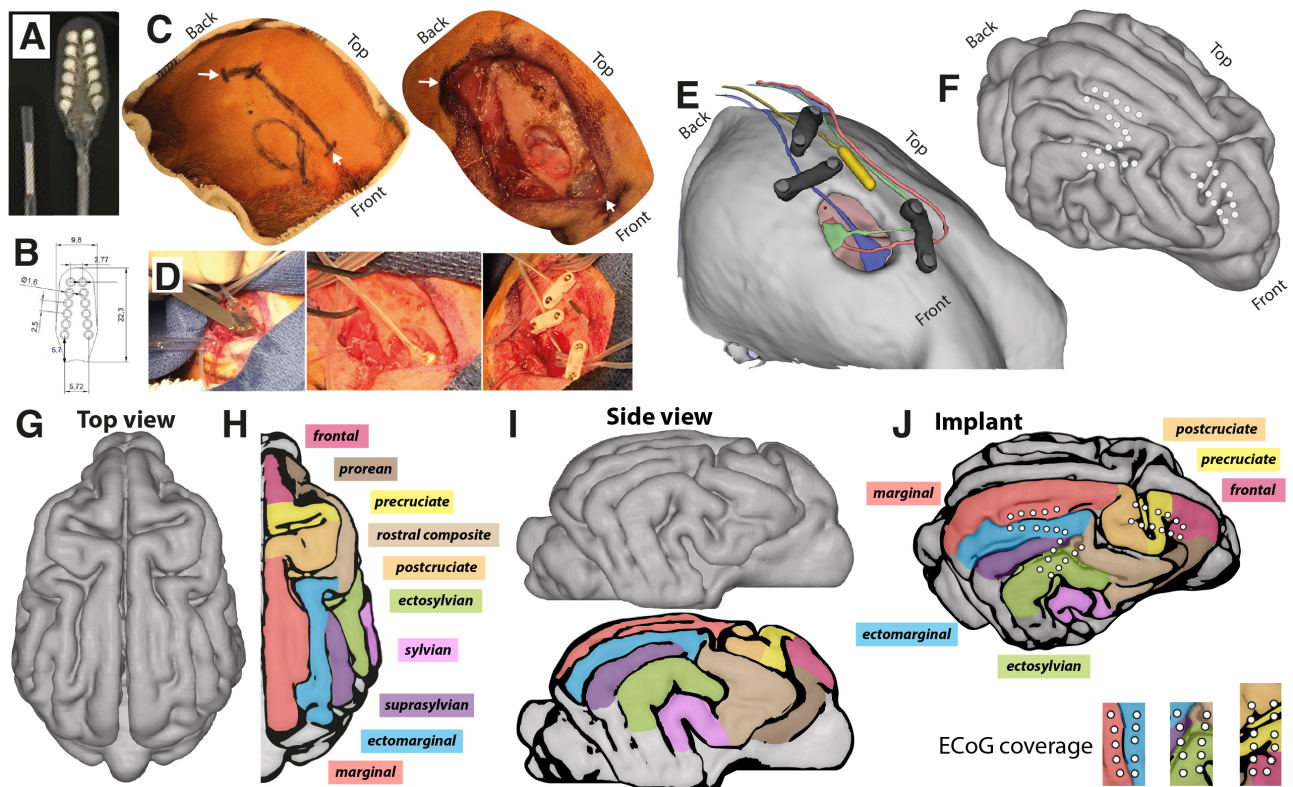 A
B
9,8
2,77
Ø1,6
2,5
22,3
5,7
5,72
C
Back
Top
Front
Back
Top
Front
D
E
Back
Top
Front
F
Back
Top
Front
G
Top view
H
frontal
prorean
precruciate
rostral composite
postcruciate
ectosylvian
sylvian
suprasylvian
ectomarginal
marginal
I
Side view
J
Implant
postcruciate
precruciate
frontal
marginal
ectomarginal
ectosylvian
ECoG coverage